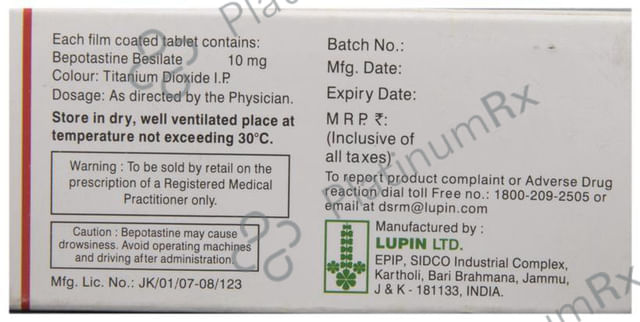 Each film coated tablet contains:
Bepotastine Besilate 10 mg
Colour: Titanium Dioxide I.P.
Dosage: As directed by the Physician.
Store in dry, well ventilated place at
temperature not exceeding 30°C.
Warning : To be sold by retail on the
prescription of a Registered Medical
Practitioner only.
Caution : Bepotastine may cause
drowsiness. Avoid operating machines
and driving after administration
Mfg. Lic. No.: JK/01/07-08/123
Batch No.:
Mfg. Date:
Expiry Date:
M R P. ₹:
(Inclusive of
all taxes)
To report product complaint or Adverse Drug
reaction dial toll Free no.: 1800-209-2505 or
email at dsrm@lupin.com
Manufactured by :
LUPIN LTD.
EPIP, SIDCO Industrial Complex,
Kartholi, Bari Brahmana, Jammu,
J & K - 181133, INDIA.
PlatinumRx